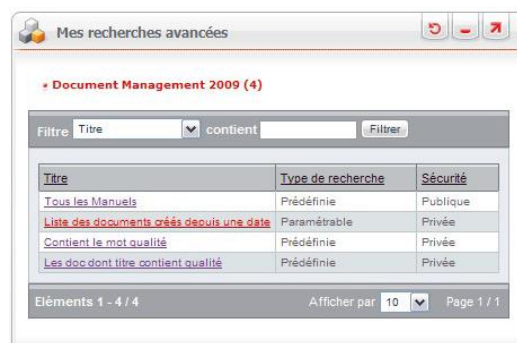 Mes recherches avancées
• Document Management 2009 (4)
Filtre Titre contient Filtrer
Titre Type de recherche Sécurité
Tous les Manuels Prédéfinie Publique
Liste des documents créés depuis une date Paramétrable Privée
Contient le mot qualité Prédéfinie Privée
Les doc dont titre contient qualité Prédéfinie Privée
Eléments 1 - 4 / 4 Afficher par 10 Page 1 / 1